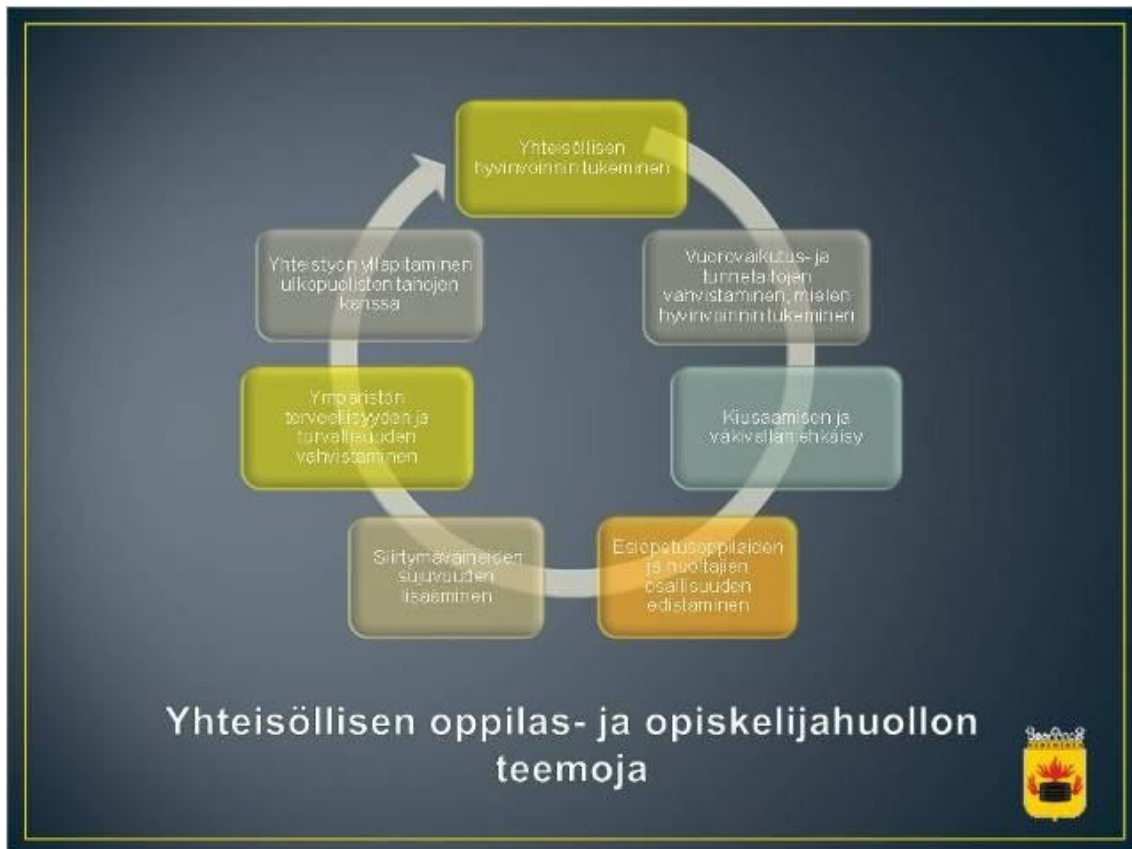 Yhteisöllisen
hyvinvoinnin tukeminen
Vuorovaikutus- ja
tunnetaitojen
vahvistaminen, mielen
hyvinvoinnin tukeminen
Kiusaamisen ja
väkivallan ehkäisy
Esiopetusoppilaiden
ja huoltajien
osallisuuden
edistäminen
Siirtymävaiheiden
sujuvuuden
lisääminen
Ympäristön
terveellisyyden ja
turvallisuuden
vahvistaminen
Yhteistyön ylläpitäminen
ulkopuolisten tahojen
kanssa
Yhteisöllisen oppilas- ja opiskelijahuollon
teemoja